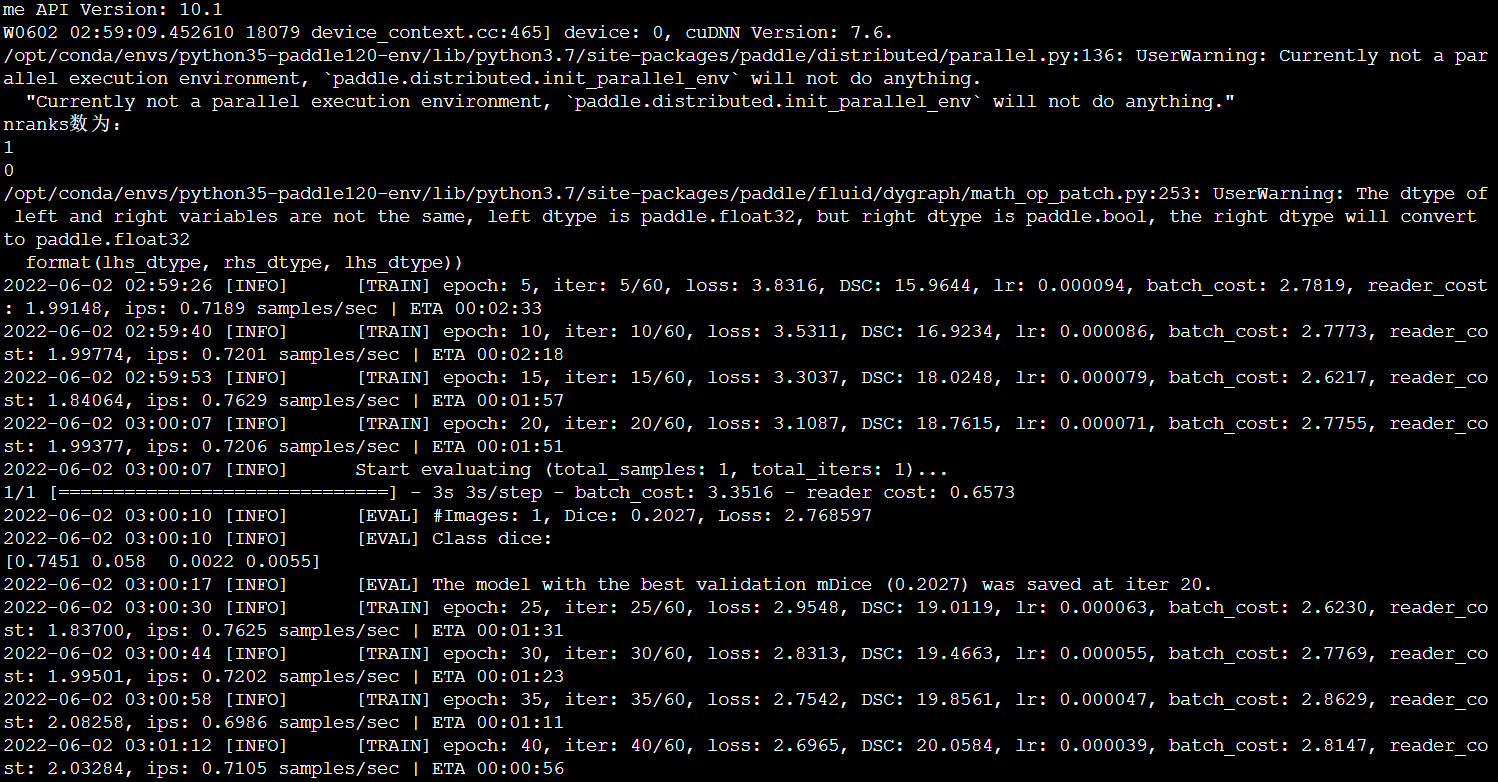 me API Version: 10.1
W0602 02:59:09.452610 18079 device_context.cc:465] device: 0, cuDNN Version: 7.6.
/opt/conda/envs/python35-paddle120-env/lib/python3.7/site-packages/paddle/distributed/parallel.py:136: UserWarning: Currently not a par
allel execution environment, `paddle.distributed.init_parallel_env` will not do anything.
  "Currently not a parallel execution environment, `paddle.distributed.init_parallel_env` will not do anything."
nranks数为：
1
0
/opt/conda/envs/python35-paddle120-env/lib/python3.7/site-packages/paddle/fluid/dygraph/math_op_patch.py:253: UserWarning: The dtype of
 left and right variables are not the same, left dtype is paddle.float32, but right dtype is paddle.bool, the right dtype will convert
to paddle.float32
  format(lhs_dtype, rhs_dtype, lhs_dtype))
2022-06-02 02:59:26 [INFO]      [TRAIN] epoch: 5, iter: 5/60, loss: 3.8316, DSC: 15.9644, lr: 0.000094, batch_cost: 2.7819, reader_cost
: 1.99148, ips: 0.7189 samples/sec | ETA 00:02:33
2022-06-02 02:59:40 [INFO]      [TRAIN] epoch: 10, iter: 10/60, loss: 3.5311, DSC: 16.9234, lr: 0.000086, batch_cost: 2.7773, reader_co
st: 1.99774, ips: 0.7201 samples/sec | ETA 00:02:18
2022-06-02 02:59:53 [INFO]      [TRAIN] epoch: 15, iter: 15/60, loss: 3.3037, DSC: 18.0248, lr: 0.000079, batch_cost: 2.6217, reader_co
st: 1.84064, ips: 0.7629 samples/sec | ETA 00:01:57
2022-06-02 03:00:07 [INFO]      [TRAIN] epoch: 20, iter: 20/60, loss: 3.1087, DSC: 18.7615, lr: 0.000071, batch_cost: 2.7755, reader_co
st: 1.99377, ips: 0.7206 samples/sec | ETA 00:01:51
2022-06-02 03:00:07 [INFO]      Start evaluating (total_samples: 1, total_iters: 1)...
1/1 [==============================] - 3s 3s/step - batch_cost: 3.3516 - reader cost: 0.6573
2022-06-02 03:00:10 [INFO]      [EVAL] #Images: 1, Dice: 0.2027, Loss: 2.768597
2022-06-02 03:00:10 [INFO]      [EVAL] Class dice:
[0.7451 0.058  0.0022 0.0055]
2022-06-02 03:00:17 [INFO]      [EVAL] The model with the best validation mDice (0.2027) was saved at iter 20.
2022-06-02 03:00:30 [INFO]      [TRAIN] epoch: 25, iter: 25/60, loss: 2.9548, DSC: 19.0119, lr: 0.000063, batch_cost: 2.6230, reader_co
st: 1.83700, ips: 0.7625 samples/sec | ETA 00:01:31
2022-06-02 03:00:44 [INFO]      [TRAIN] epoch: 30, iter: 30/60, loss: 2.8313, DSC: 19.4663, lr: 0.000055, batch_cost: 2.7769, reader_co
st: 1.99501, ips: 0.7202 samples/sec | ETA 00:01:23
2022-06-02 03:00:58 [INFO]      [TRAIN] epoch: 35, iter: 35/60, loss: 2.7542, DSC: 19.8561, lr: 0.000047, batch_cost: 2.8629, reader_co
st: 2.08258, ips: 0.6986 samples/sec | ETA 00:01:11
2022-06-02 03:01:12 [INFO]      [TRAIN] epoch: 40, iter: 40/60, loss: 2.6965, DSC: 20.0584, lr: 0.000039, batch_cost: 2.8147, reader_co
st: 2.03284, ips: 0.7105 samples/sec | ETA 00:00:56